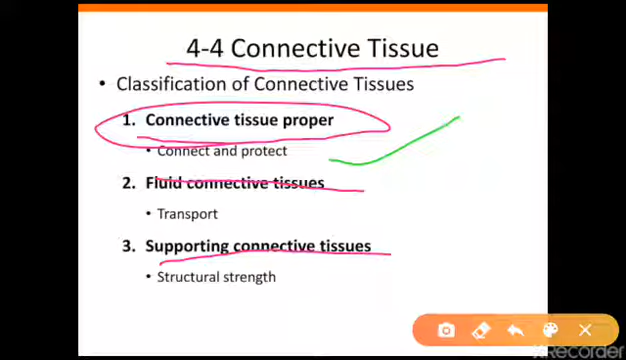 4-4 Connective Tissue
• Classification of Connective Tissues
1. Connective tissue proper
• Connect and protect
2. Fluid connective tissues
• Transport
3. Supporting connective tissues
• Structural strength
Recorder